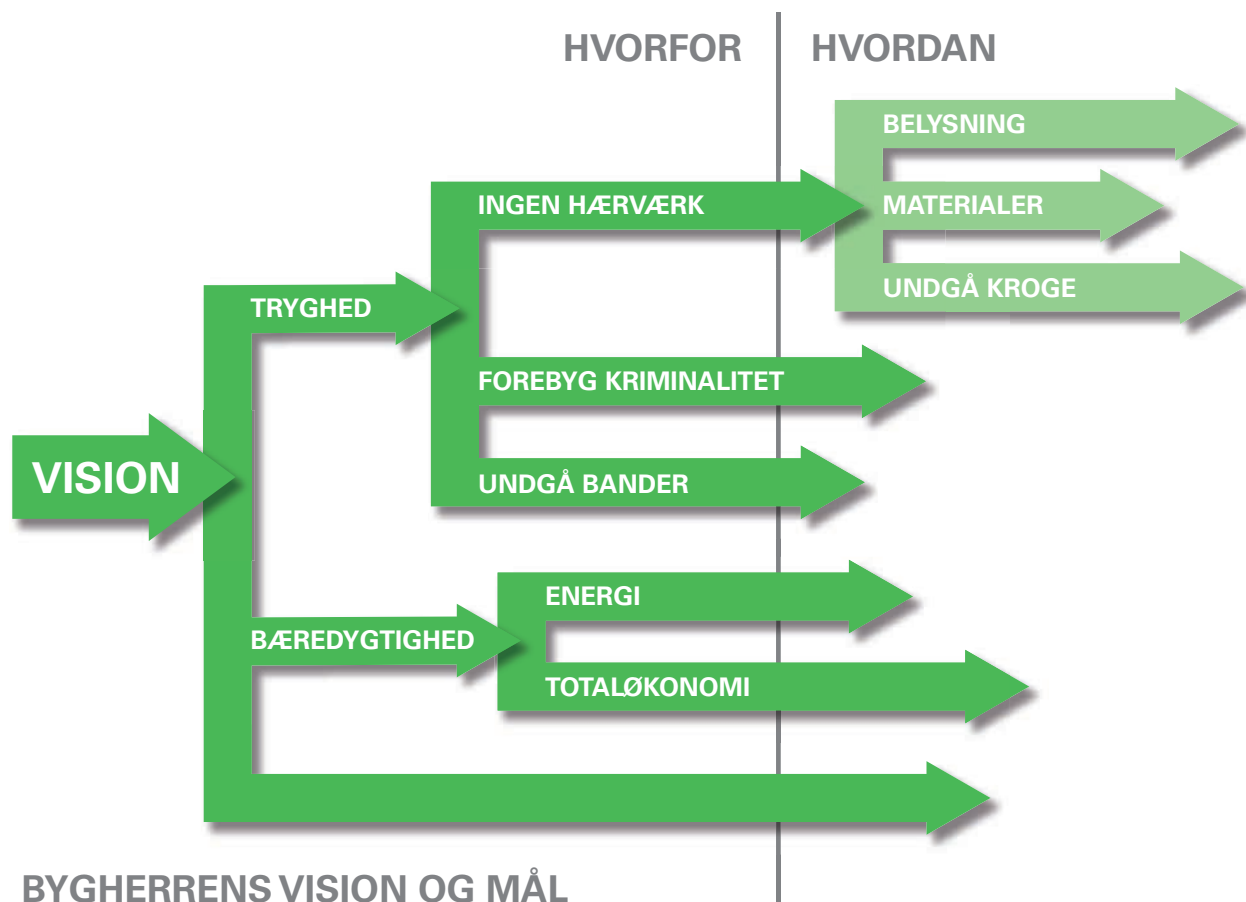 HVORFOR
HVORDAN
BELYSNING
INGEN HÆRVÆRK
MATERIALER
UNDGÅ KROGE
TRYGHED
FOREBYG KRIMINALITET
VISION
UNDGÅ BANDER
ENERGI
BÆREDYGTIGHED
TOTALØKONOMI
BYGHERRENS VISION OG MÅL